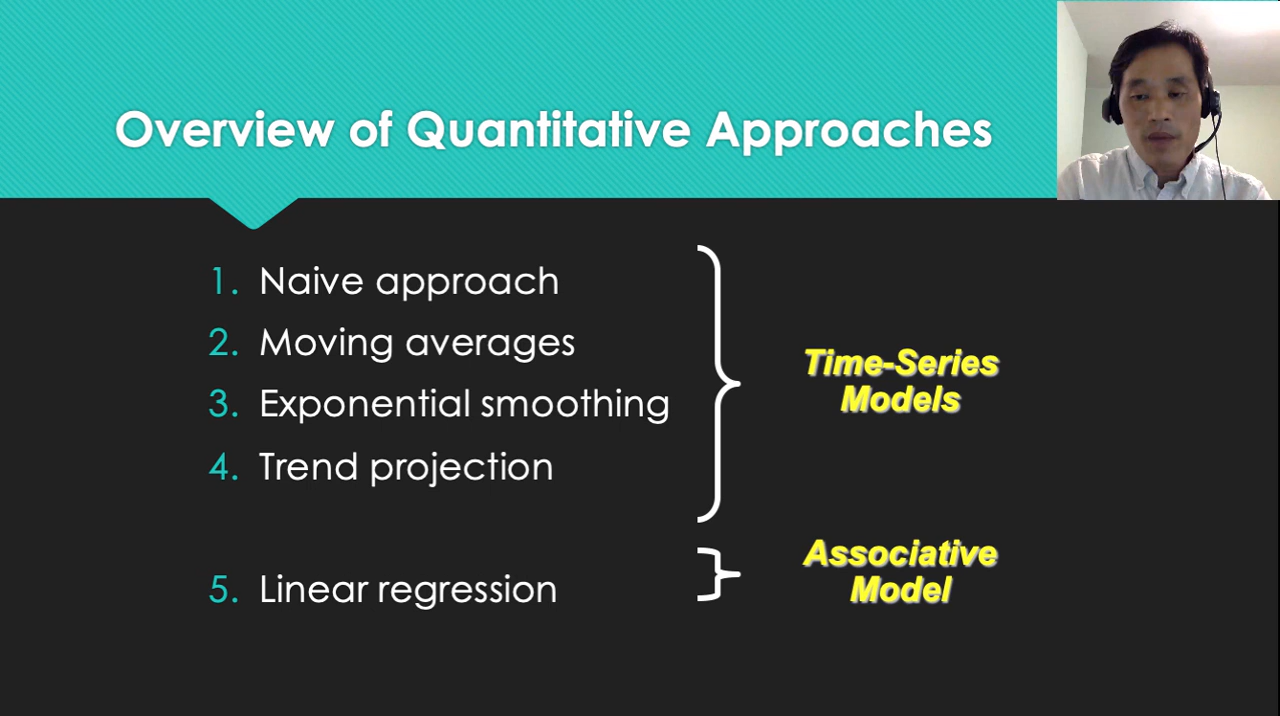 Overview of Quantitative Approaches
1. Naive approach
2. Moving averages
3. Exponential smoothing
4. Trend projection
Time-Series
Models
5. Linear regression
Associative
Model